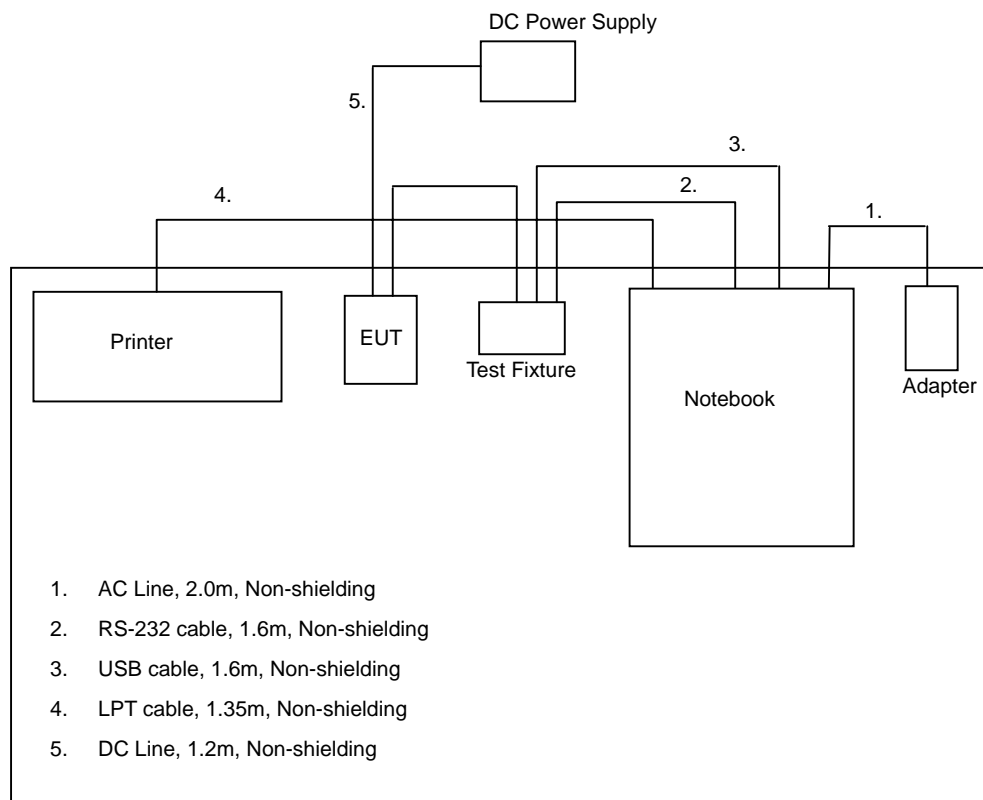 DC Power Supply
5.
3.
4.
2.
1.
Printer
EUT
Test Fixture
Notebook
Adapter
1. AC Line, 2.0m, Non-shielding
2. RS-232 cable, 1.6m, Non-shielding
3. USB cable, 1.6m, Non-shielding
4. LPT cable, 1.35m, Non-shielding
5. DC Line, 1.2m, Non-shielding